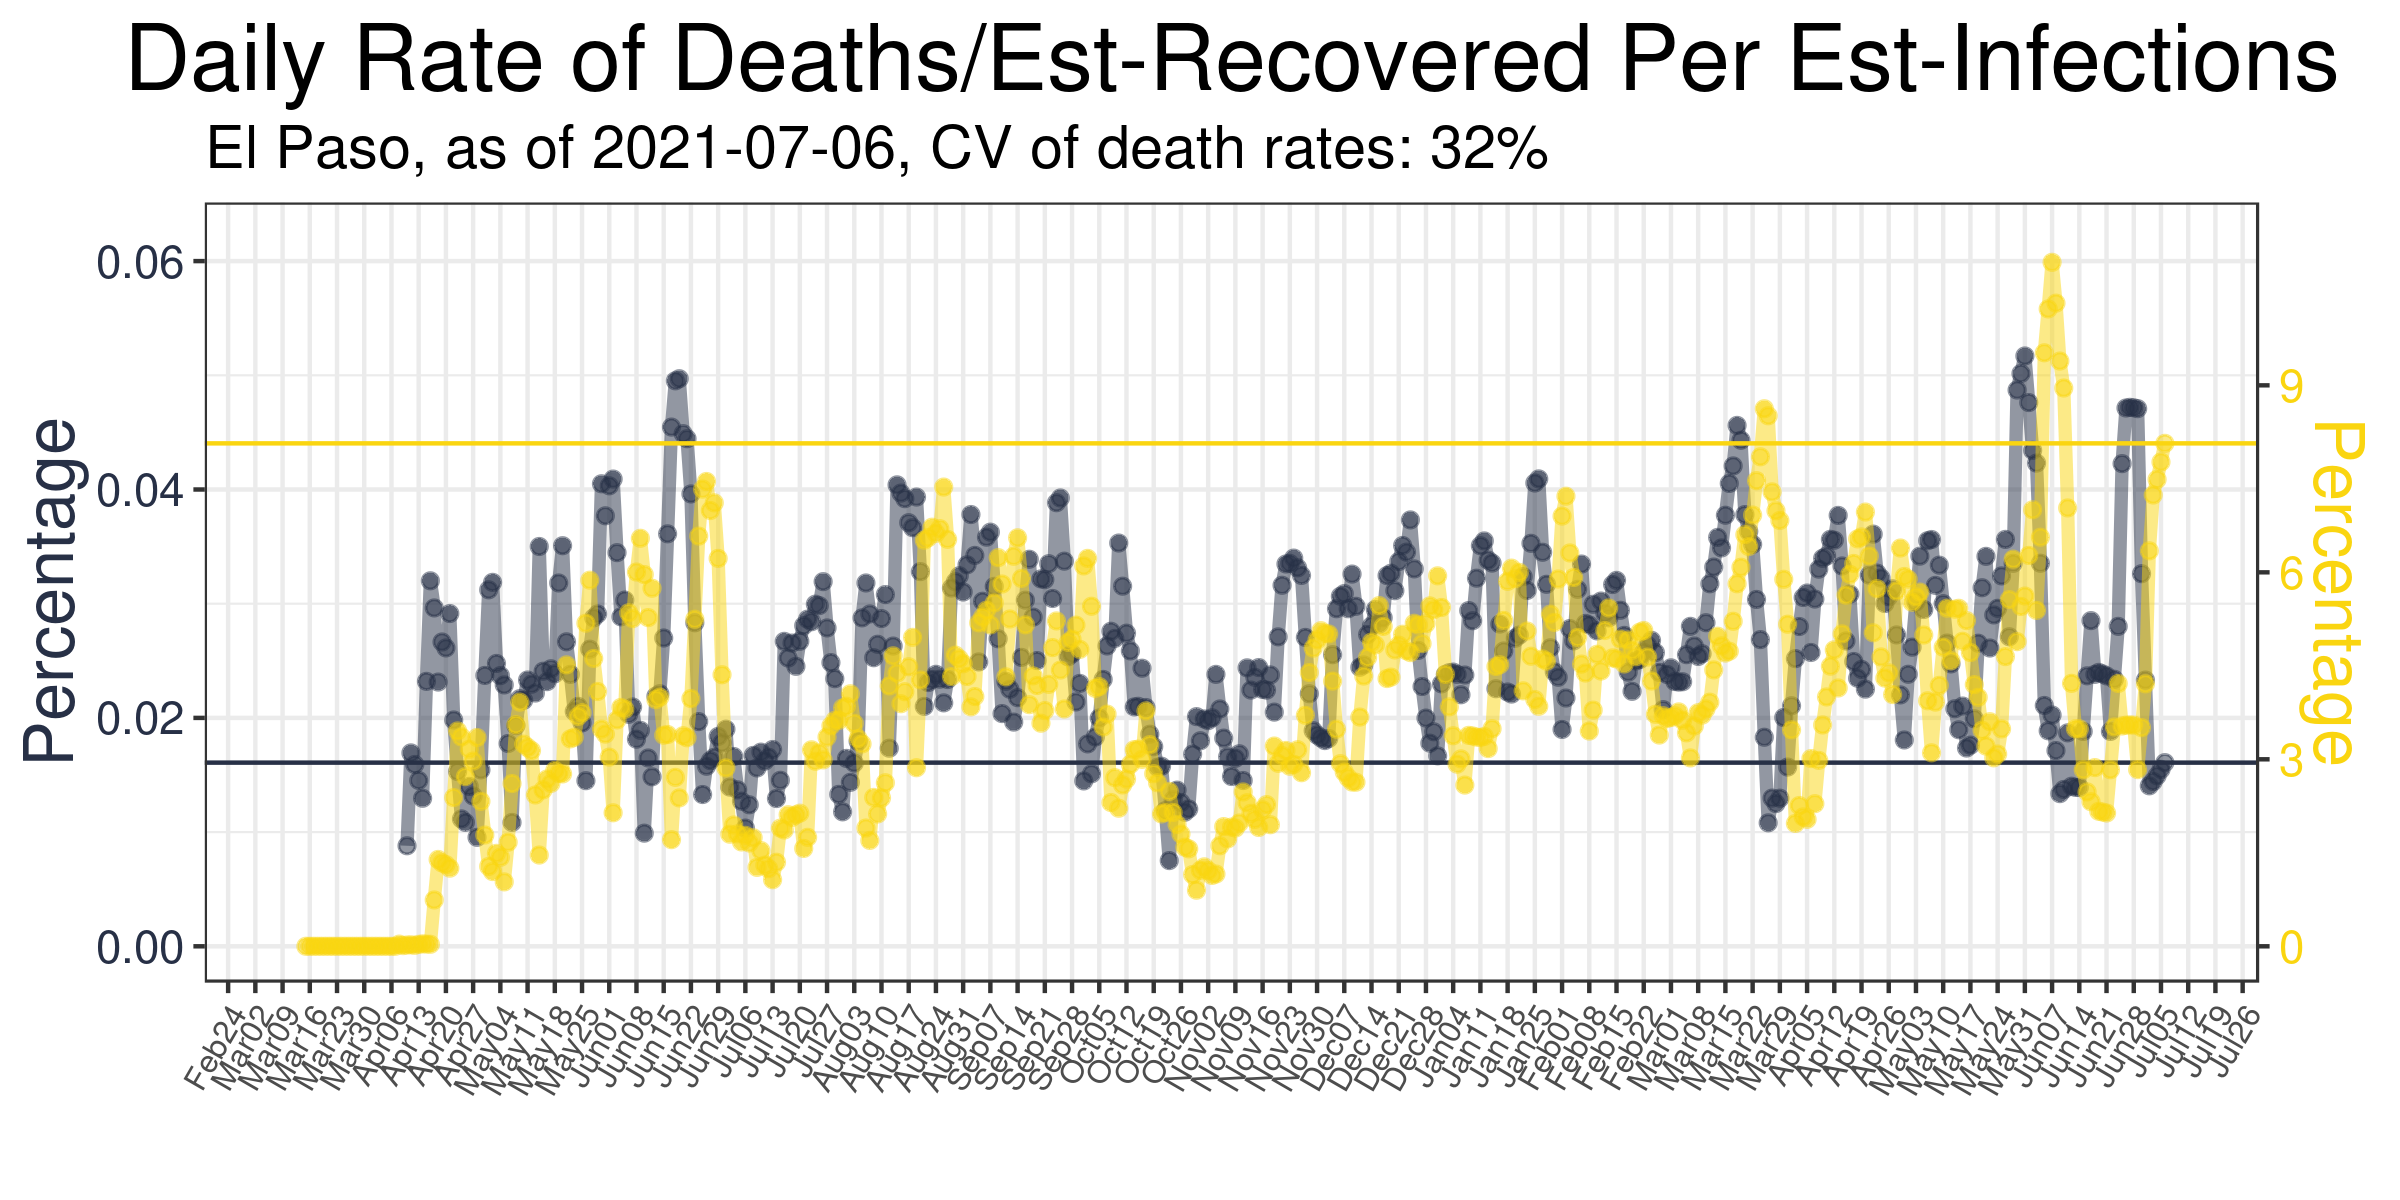 Daily Rate of Deaths/Est-Recovered Per Est-Infections
El Paso, as of 2021-07-06, CV of death rates: 32%
Percentage
0.06
0.04
0.02
0.00
9
6
3
0
Percentage
Feb24
Mar02
Mar09
Mar16
Mar23
Mar30
Apr06
Apr13
Apr20
Apr27
May04
May11
May18
May25
Jun01
Jun08
Jun15
Jun22
Jun29
Jul06
Jul13
Jul20
Jul27
Aug03
Aug10
Aug17
Aug24
Aug31
Sep07
Sep14
Sep21
Sep28
Oct05
Oct12
Oct19
Oct26
Nov02
Nov09
Nov16
Nov23
Nov30
Dec07
Dec14
Dec21
Dec28
Jan04
Jan11
Jan18
Jan25
Feb01
Feb08
Feb15
Feb22
Mar01
Mar08
Mar15
Mar22
Mar29
Apr05
Apr12
Apr19
Apr26
May03
May10
May17
May24
May31
Jun07
Jun14
Jun21
Jun28
Jul05
Jul12
Jul19
Jul26